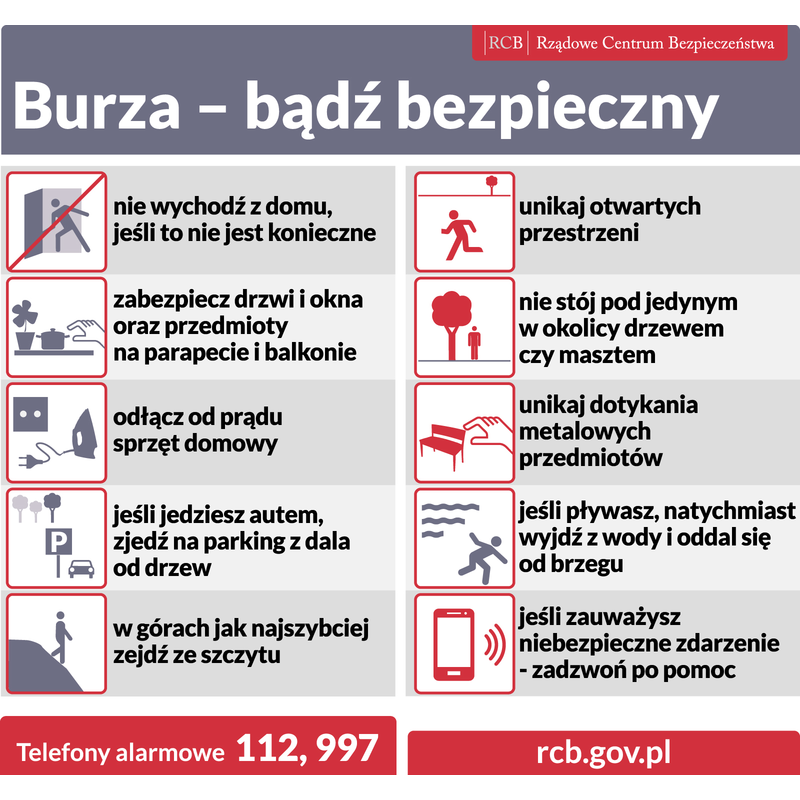 RCB Rządowe Centrum Bezpieczeństwa
Burza – bądź bezpieczny
nie wychodź z domu,
jeśli to nie jest konieczne
zabezpiecz drzwi i okna
oraz przedmioty
na parapecie i balkonie
odłącz od prądu
sprzęt domowy
P
jeśli jedziesz autem,
zjedź na parking z dala
od drzew
w górach jak najszybciej
zejdź ze szczytu
unikaj otwartych
przestrzeni
nie stój pod jedynym
w okolicy drzewem
czy masztem
unikaj dotykania
metalowych
przedmiotów
jeśli pływasz, natychmiast
wyjdź z wody i oddal się
od brzegu
jeśli zauważysz
niebezpieczne zdarzenie
- zadzwoń po pomoc
Telefony alarmowe 112, 997
rcb.gov.pl